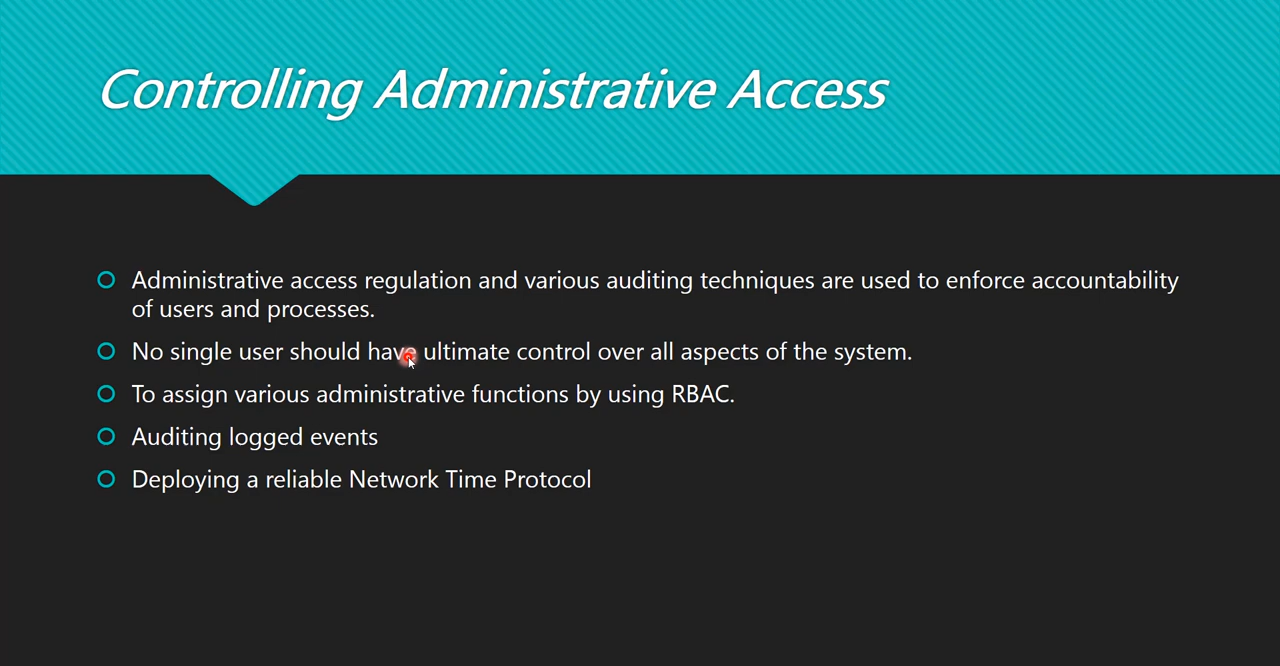 Controlling Administrative Access
Administrative access regulation and various auditing techniques are used to enforce accountability
of users and processes.
No single user should have ultimate control over all aspects of the system.
To assign various administrative functions by using RBAC.
Auditing logged events
Deploying a reliable Network Time Protocol